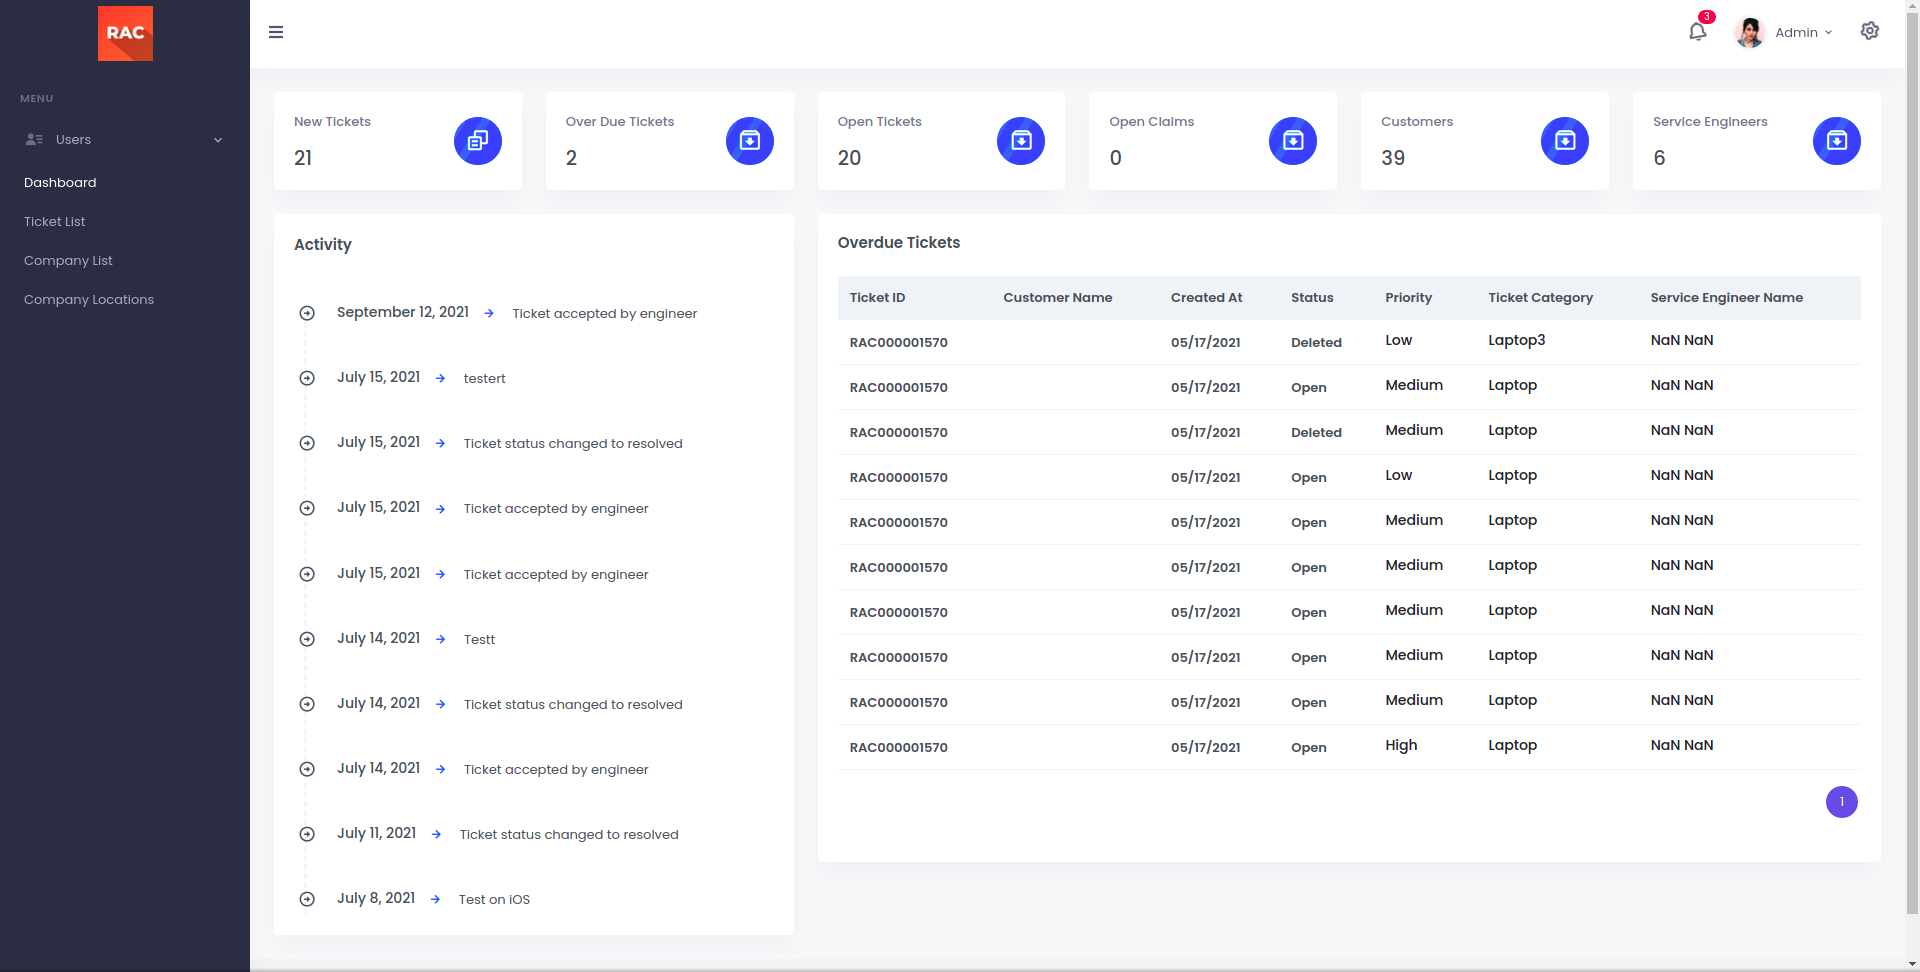 RAC
3
Admin
MENU
Users
Dashboard
Ticket List
Company List
Company Locations
New Tickets
21
Over Due Tickets
2
Open Tickets
20
Open Claims
0
Customers
39
Service Engineers
6
Activity
September 12, 2021 Ticket accepted by engineer
July 15, 2021 testert
July 15, 2021 Ticket status changed to resolved
July 15, 2021 Ticket accepted by engineer
July 15, 2021 Ticket accepted by engineer
July 14, 2021 Testt
July 14, 2021 Ticket status changed to resolved
July 14, 2021 Ticket accepted by engineer
July 11, 2021 Ticket status changed to resolved
July 8, 2021 Test on iOS
Overdue Tickets
Ticket ID Customer Name Created At Status Priority Ticket Category Service Engineer Name
RAC000001570 05/17/2021 Deleted Low Laptop3 NaN NaN
RAC000001570 05/17/2021 Open Medium Laptop NaN NaN
RAC000001570 05/17/2021 Deleted Medium Laptop NaN NaN
RAC000001570 05/17/2021 Open Low Laptop NaN NaN
RAC000001570 05/17/2021 Open Medium Laptop NaN NaN
RAC000001570 05/17/2021 Open Medium Laptop NaN NaN
RAC000001570 05/17/2021 Open Medium Laptop NaN NaN
RAC000001570 05/17/2021 Open Medium Laptop NaN NaN
RAC000001570 05/17/2021 Open Medium Laptop NaN NaN
RAC000001570 05/17/2021 Open High Laptop NaN NaN
1